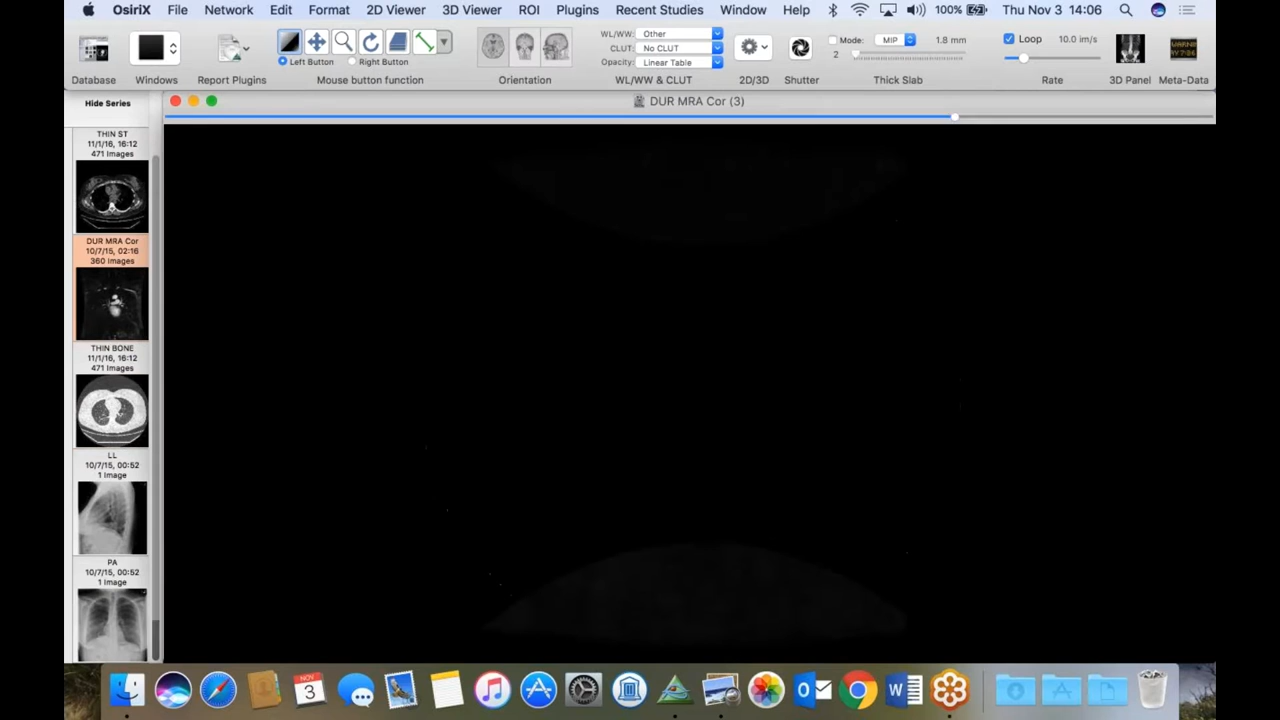 OsiriX File Network Edit Format 2D Viewer 3D Viewer ROI Plugins Recent Studies Window Help 100% Thu Nov 3 14:06
WL/WW: Other
CLUT: No CLUT
Opacity: Linear Table
Mode: MIP 1.8 mm
2
Loop 10.0 im/s
Left Button Right Button
Database Windows Report Plugins Mouse button function Orientation WL/WW & CLUT 2D/3D Shutter Thick Slab Rate 3D Panel Meta-Data
Hide Series
DUR MRA Cor (3)
THIN ST
11/1/16, 16:12
471 Images
DUR MRA Cor
10/7/15, 02:16
360 Images
THIN BONE
11/1/16, 16:12
471 Images
LL
10/7/15, 00:52
1 Image
PA
10/7/15, 00:52
1 Image
NOV
3